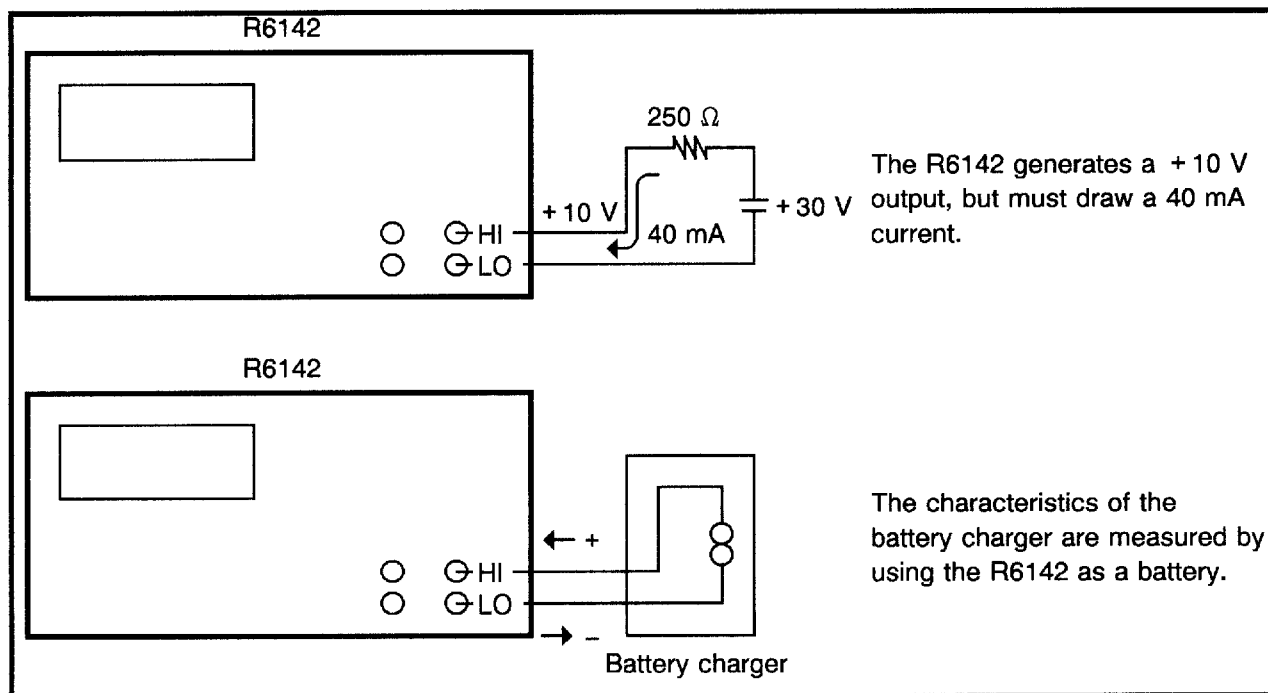 R6142
250 Ω
+10 V
40 mA
+30 V
HI
LO
The R6142 generates a +10 V
output, but must draw a 40 mA
current.
R6142
+
HI
LO
−
Battery charger
The characteristics of the
battery charger are measured by
using the R6142 as a battery.